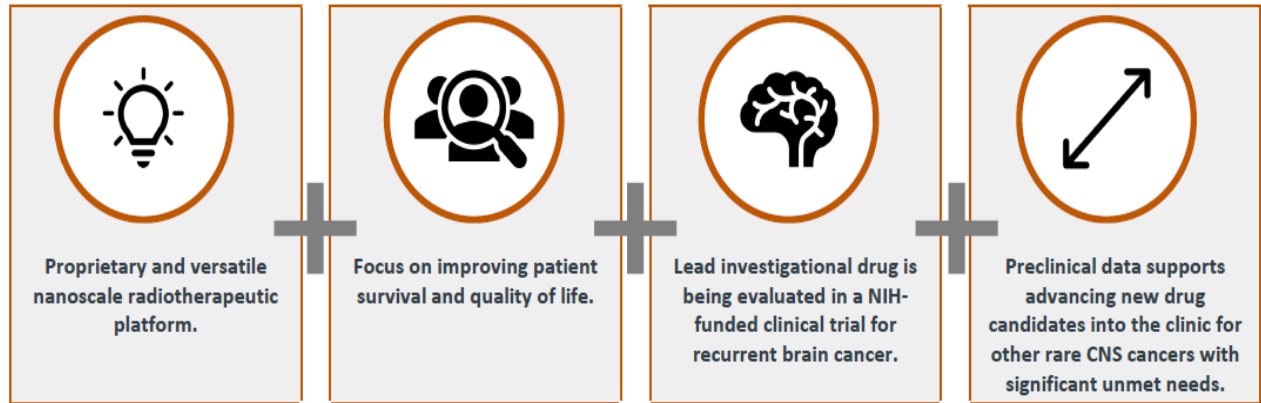 Proprietary and versatile
nanoscale radiotherapeutic
platform.
Focus on improving patient
survival and quality of life.
Lead investigational drug is
being evaluated in a NIH-
funded clinical trial for
recurrent brain cancer.
Preclinical data supports
advancing new drug
candidates into the clinic for
other rare CNS cancers with
significant unmet needs.